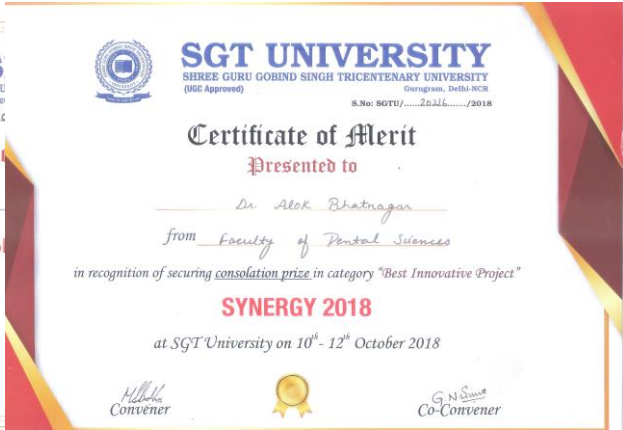 SGT UNIVERSITY
SHREE GURU GOBIND SINGH TRICENTENARY UNIVERSITY
(UGC Approved)
Gurugram, Delhi-NCR
S.No: SGTU/......20216......./2018
Certificate of Merit
Presented to
Dr. Alok Bhatnagar
from Faculty of Dental Sciences
in recognition of securing consolation prize in category "Best Innovative Project"
SYNERGY 2018
at SGT University on 10th - 12th October 2018
Convener
Co-Convener